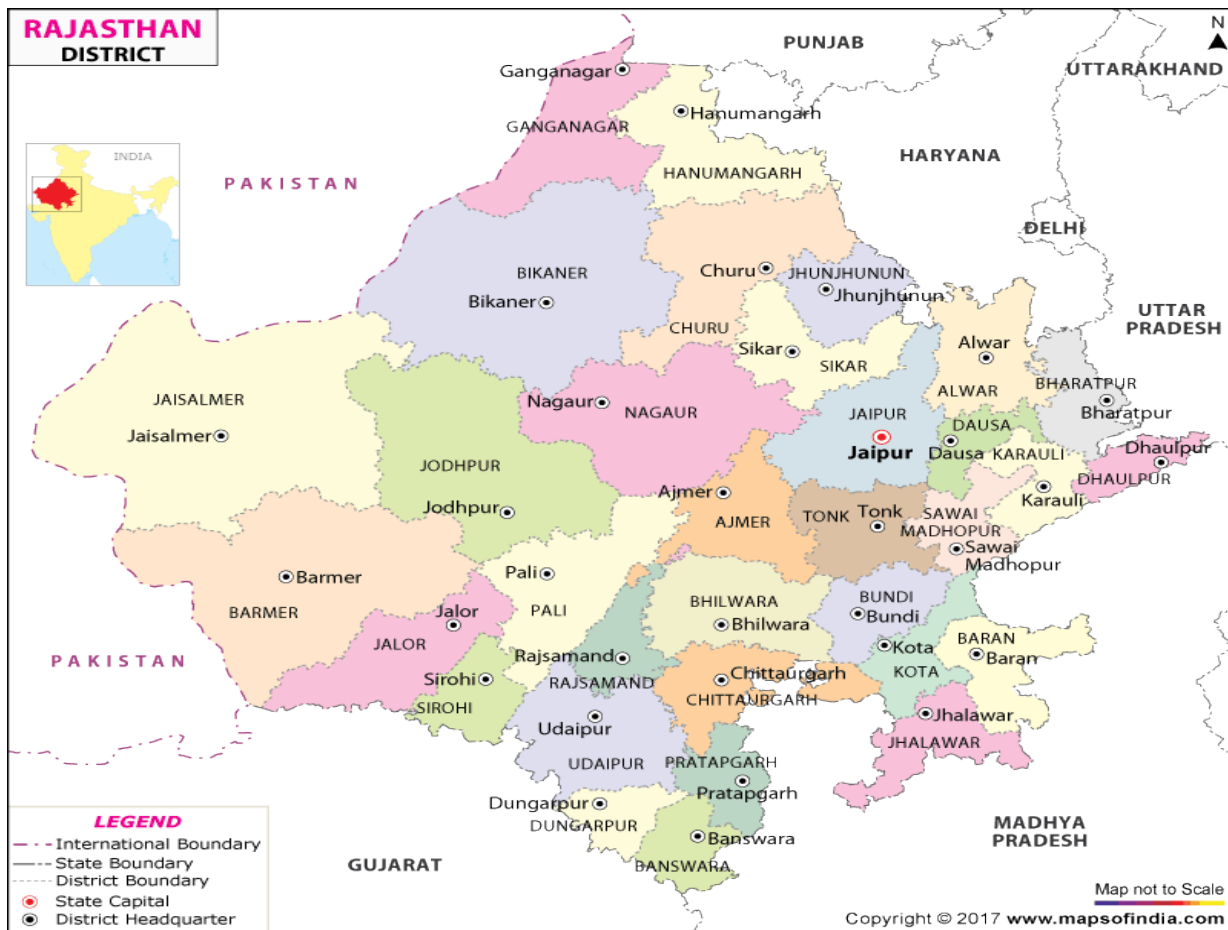 RAJASTHAN
DISTRICT
N
PUNJAB
UTTARAKHAND
Ganganagar
GANGANAGAR
Hanumangarh
HARYANA
INDIA
PAKISTAN
HANUMANGARH
DELHI
BIKANER
Churu
JHUNJHUNUN
Jhunjhunun
Bikaner
UTTAR
PRADESH
CHURU
Sikar
SIKAR
Alwar
ALWAR
BHARATPUR
Bharatpur
JAISALMER
Jaisalmer
Nagaur
NAGAUR
JAIPUR
Jaipur
DAUSA
Dausa
KARAULI
Karauli
Dhaulpur
DHAULPUR
JODHPUR
Jodhpur
Ajmer
AJMER
TONK
Tonk
SAWAI
MADHOPUR
Sawai
Madhopur
Barmer
BARMER
Pali
PALI
BHILWARA
Bhilwara
BUNDI
Bundi
Jalor
JALOR
Kota
KOTA
BARAN
Baran
PAKISTAN
Rajsamand
RAJSAMAND
Sirohi
SIROHI
Chittaurgarh
CHITTAURGARH
Udaipur
UDAIPUR
Jhalawar
JHALAWAR
PRATAPGARH
Pratapgarh
Dungarpur
DUNGARPUR
Banswara
BANSWARA
MADHYA
PRADESH
GUJARAT
LEGEND
International Boundary
State Boundary
District Boundary
State Capital
District Headquarter
Map not to Scale
Copyright © 2017 www.mapsofindia.com